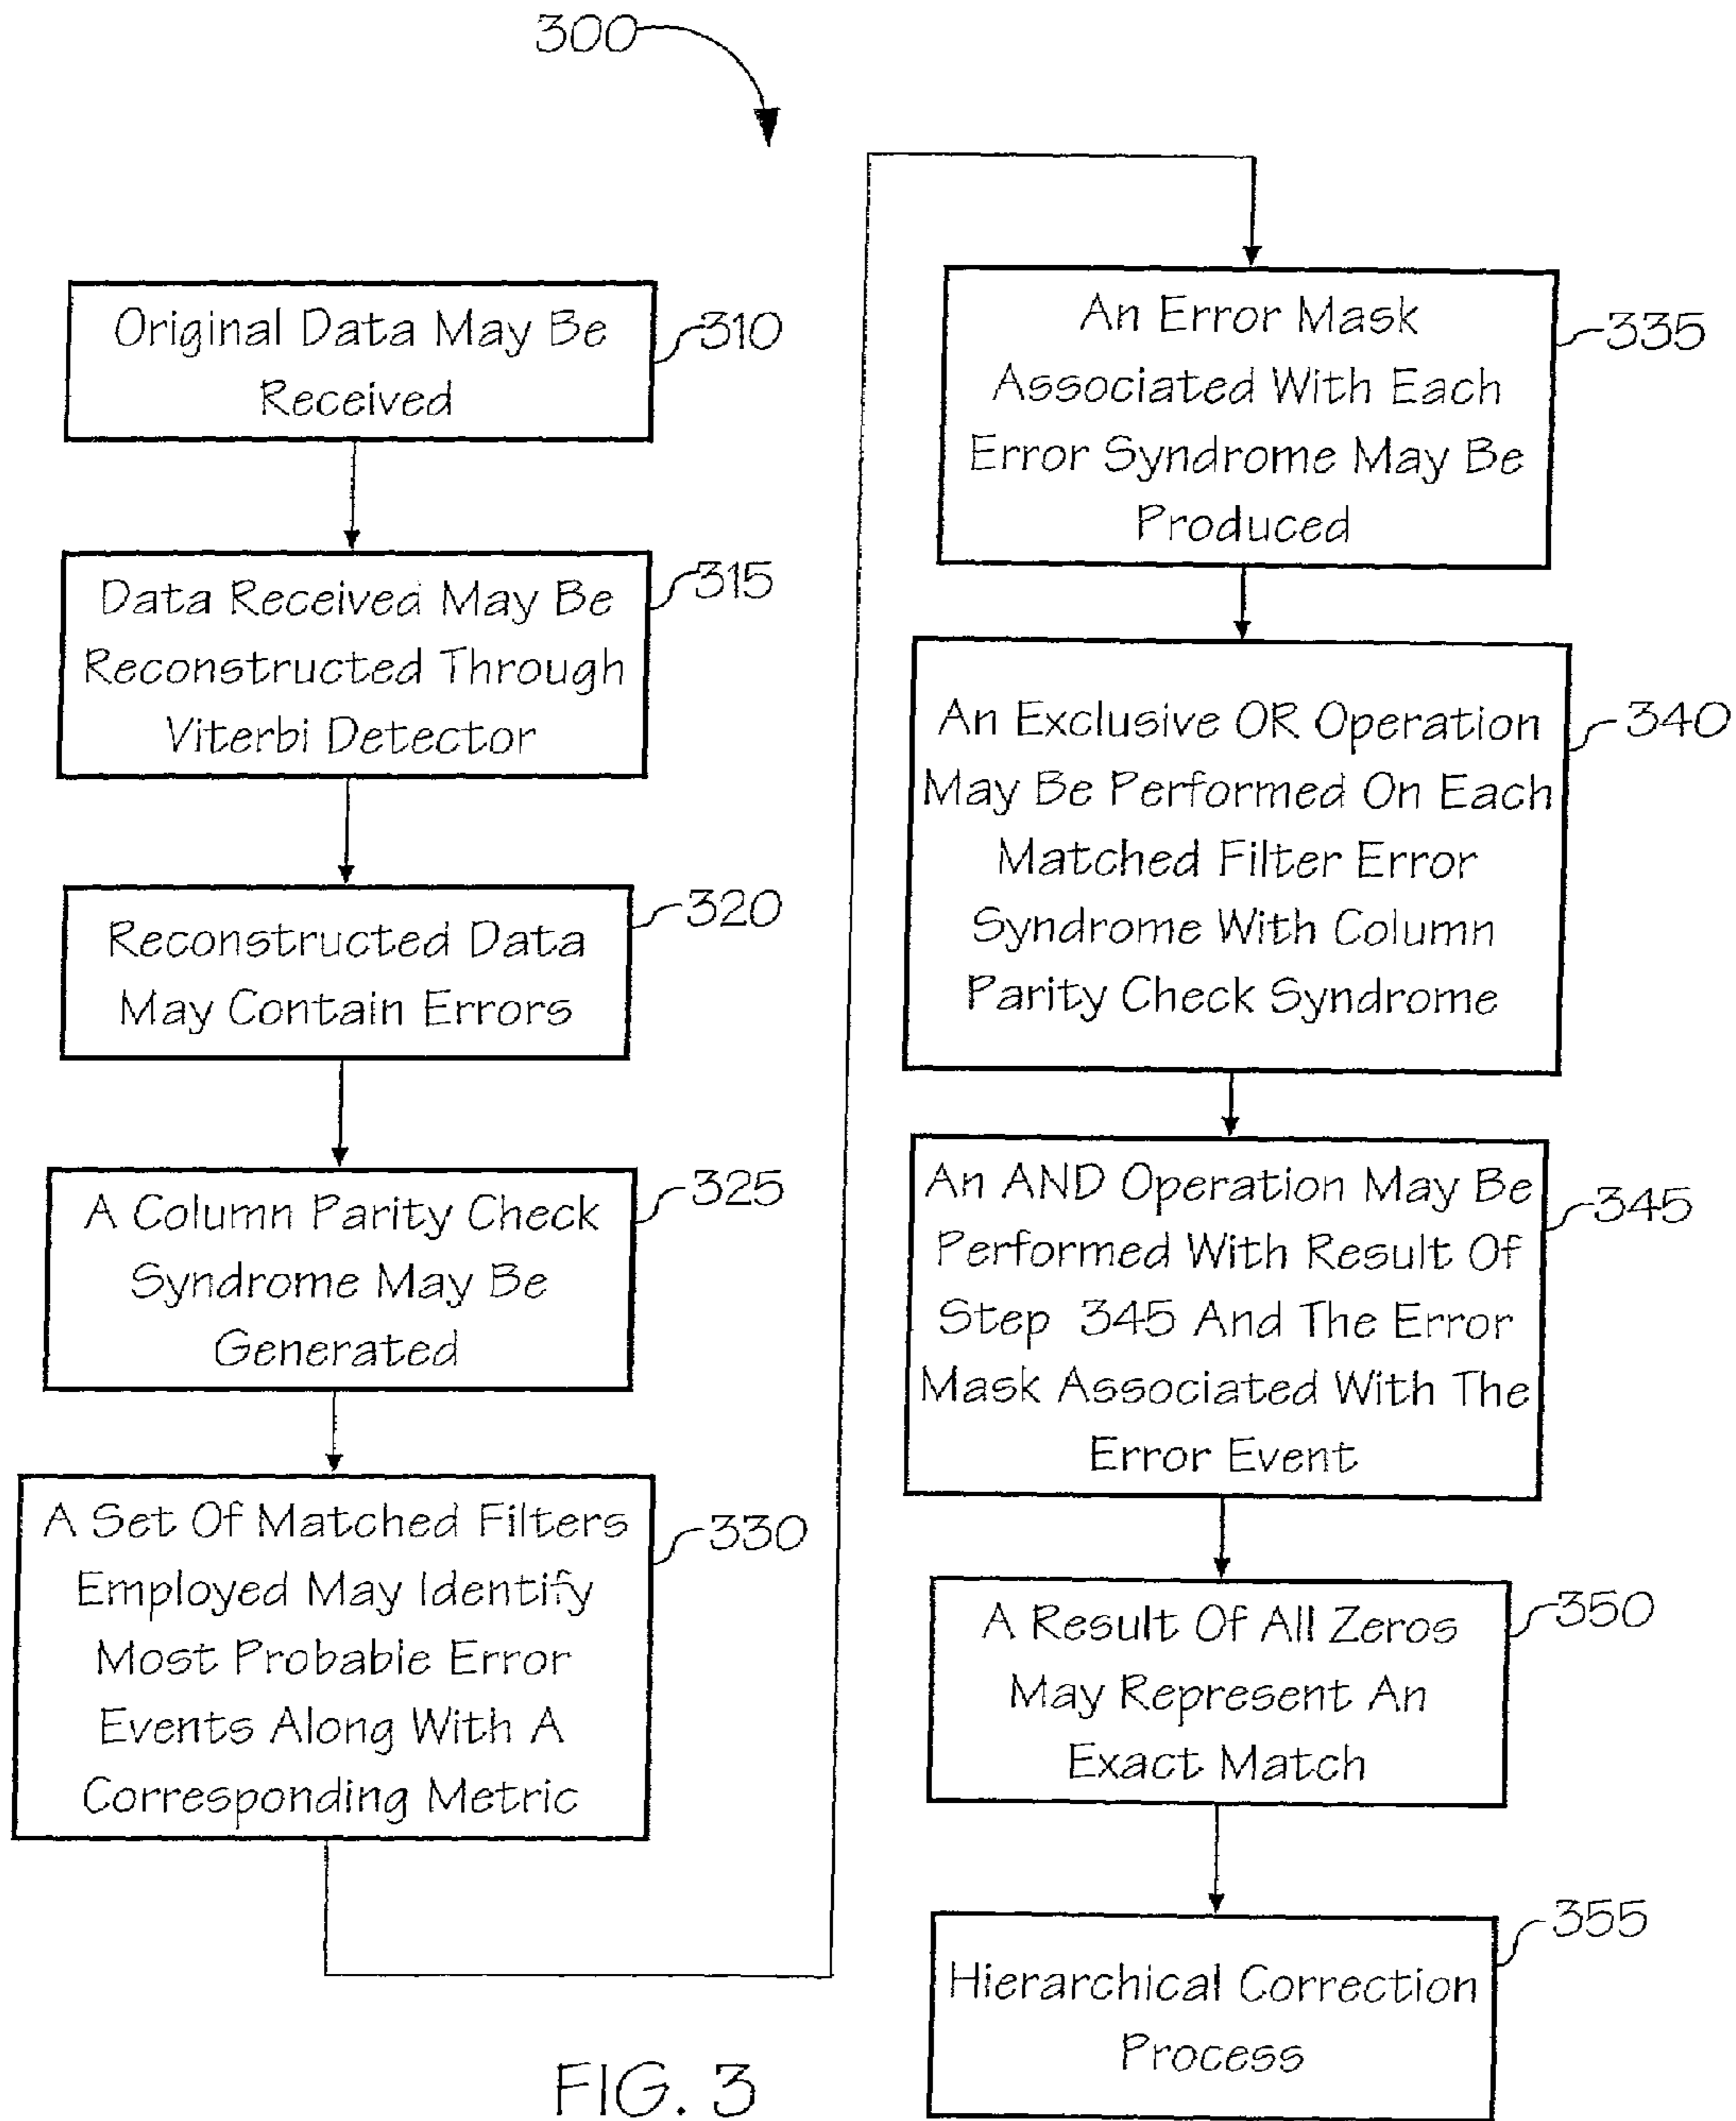 300
Original Data May Be
Received
310
Data Received May Be
Reconstructed Through
Viterbi Detector
315
Reconstructed Data
May Contain Errors
320
A Column Parity Check
Syndrome May Be
Generated
325
A Set Of Matched Filters
Employed May Identify
Most Probable Error
Events Along With A
Corresponding Metric
330
An Error Mask
Associated With Each
Error Syndrome May Be
Produced
335
An Exclusive OR Operation
May Be Performed On Each
Matched Filter Error
Syndrome With Column
Parity Check Syndrome
340
An AND Operation May Be
Performed With Result Of
Step 345 And The Error
Mask Associated With The
Error Event
345
A Result Of All Zeros
May Represent An
Exact Match
350
Hierarchical Correction
Process
355
FIG. 3